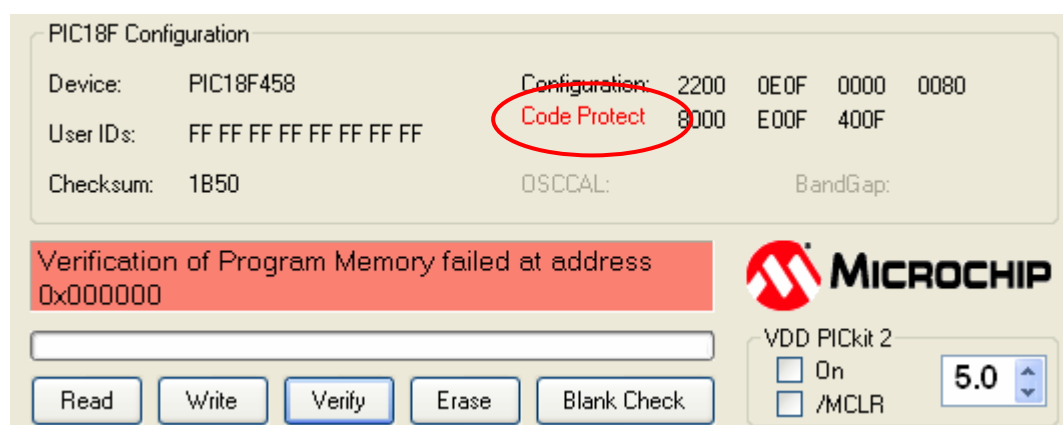 PIC18F Configuration
Device: PIC18F458 Configuration: 2200 0E0F 0000 0080
Code Protect 8000 E00F 400F
User IDs: FF FF FF FF FF FF FF FF
Checksum: 1B50 OSCCAL: BandGap:
Verification of Program Memory failed at address
0x000000
MICROCHIP
VDD PICkit 2
On
/MCLR
5.0
Read Write Verify Erase Blank Check